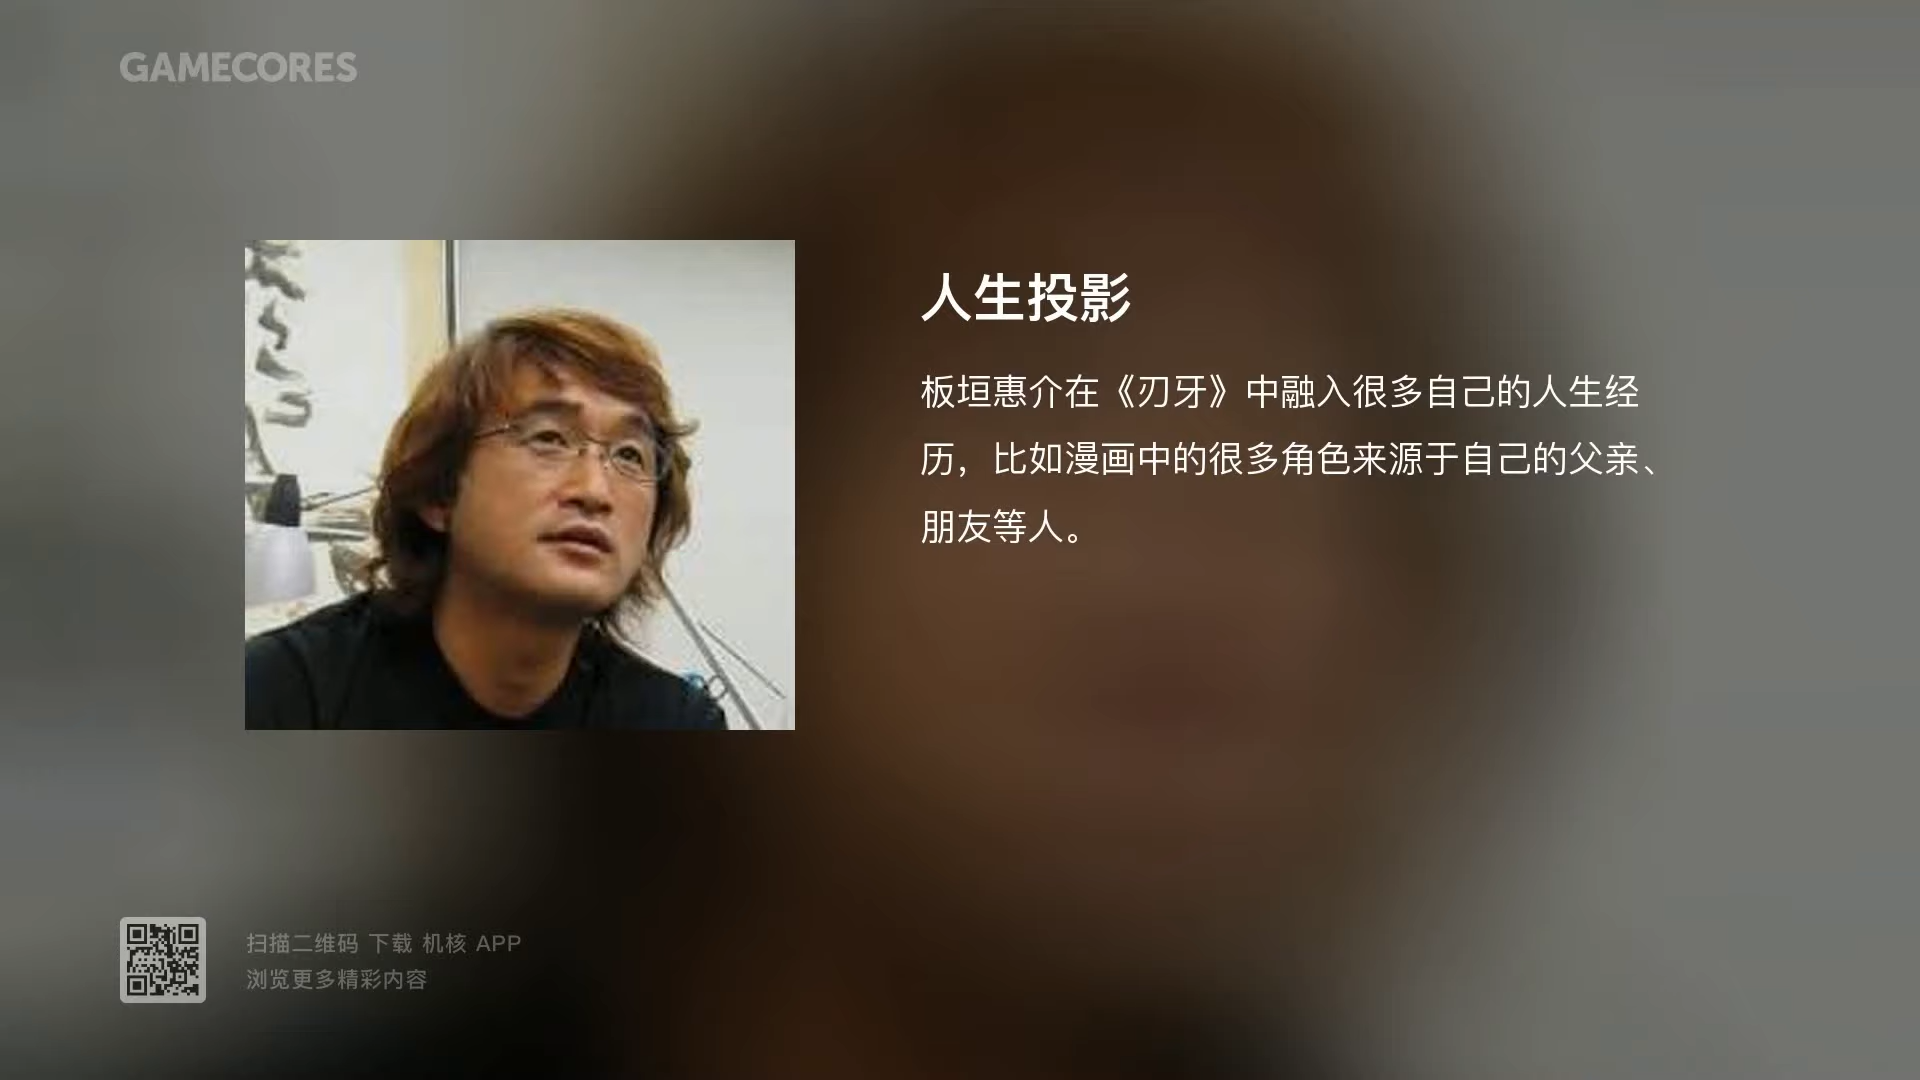 GAMECORES
人生投影
板垣惠介在《刃牙》中融入很多自己的人生经
历，比如漫画中的很多角色来源于自己的父亲、
朋友等人。
扫描二维码 下载 机核 APP
浏览更多精彩内容